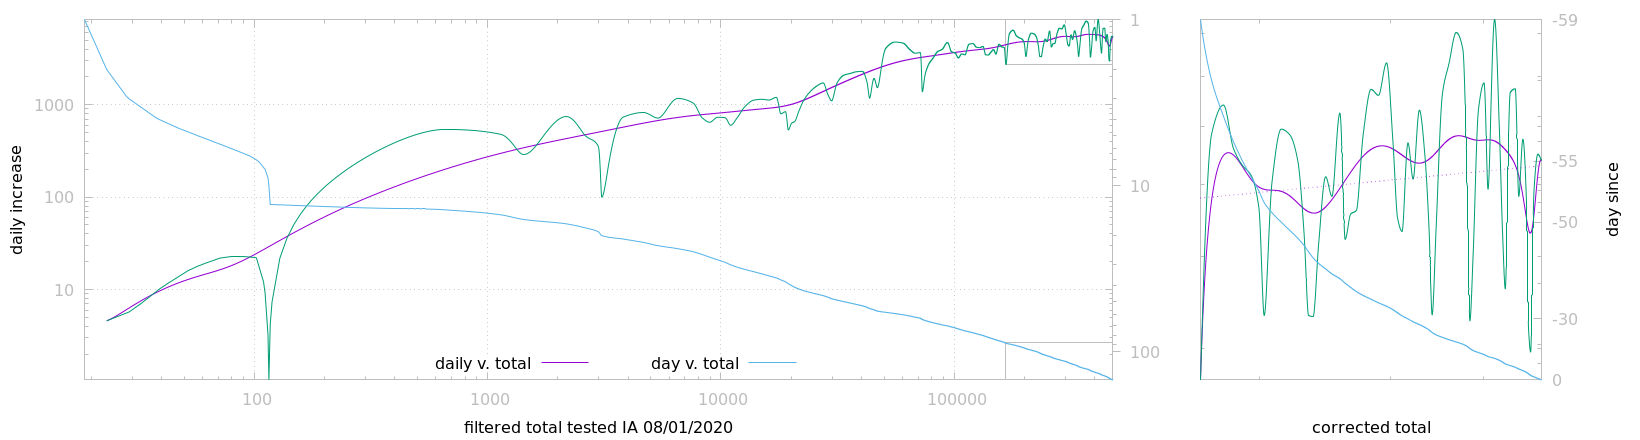 daily increase
1000
100
10
1
10
100
daily v. total
day v. total
100
1000
10000
100000
filtered total tested IA 08/01/2020
-59
-55
-50
-30
0
day since
corrected total